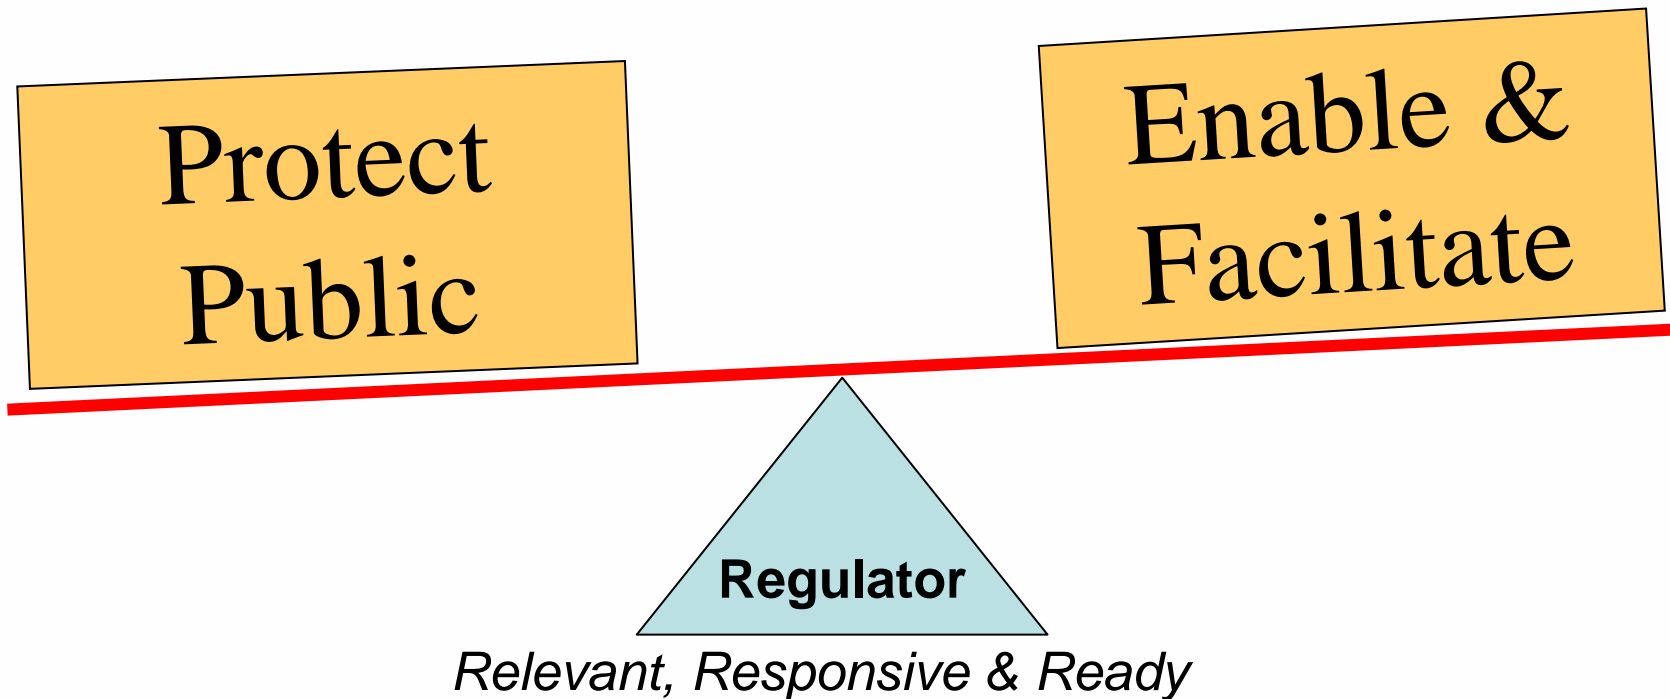 Protect
Public
Enable &
Facilitate
Regulator
Relevant, Responsive & Ready